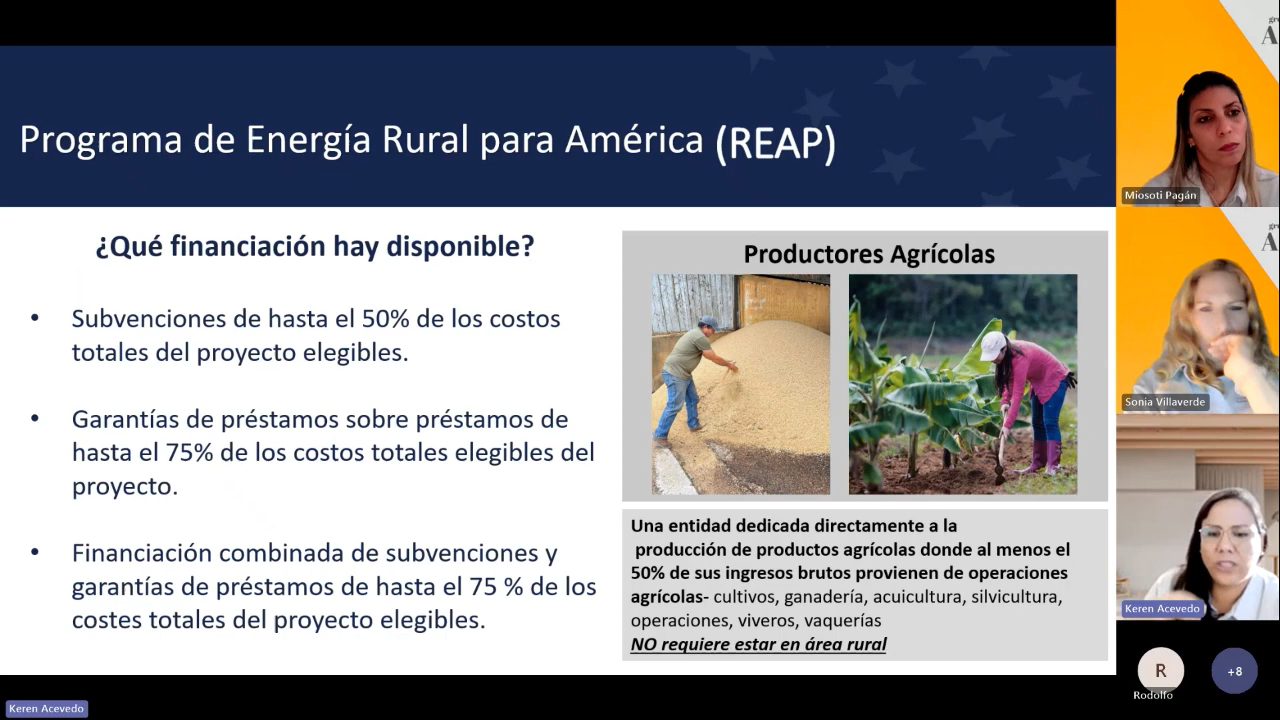 Programa de Energía Rural para América (REAP)
¿Qué financiación hay disponible?
• Subvenciones de hasta el 50% de los costos
totales del proyecto elegibles.
• Garantías de préstamos sobre préstamos de
hasta el 75% de los costos totales elegibles del
proyecto.
• Financiación combinada de subvenciones y
garantías de préstamos de hasta el 75 % de los
costes totales del proyecto elegibles.
Productores Agrícolas
Una entidad dedicada directamente a la
producción de productos agrícolas donde al menos el
50% de sus ingresos brutos provienen de operaciones
agrícolas- cultivos, ganadería, acuicultura, silvicultura,
operaciones, viveros, vaquerías
NO requiere estar en área rural
Miosoti Pagán
Sonia Villaverde
Keren Acevedo
R
Rodolfo
+8
Keren Acevedo